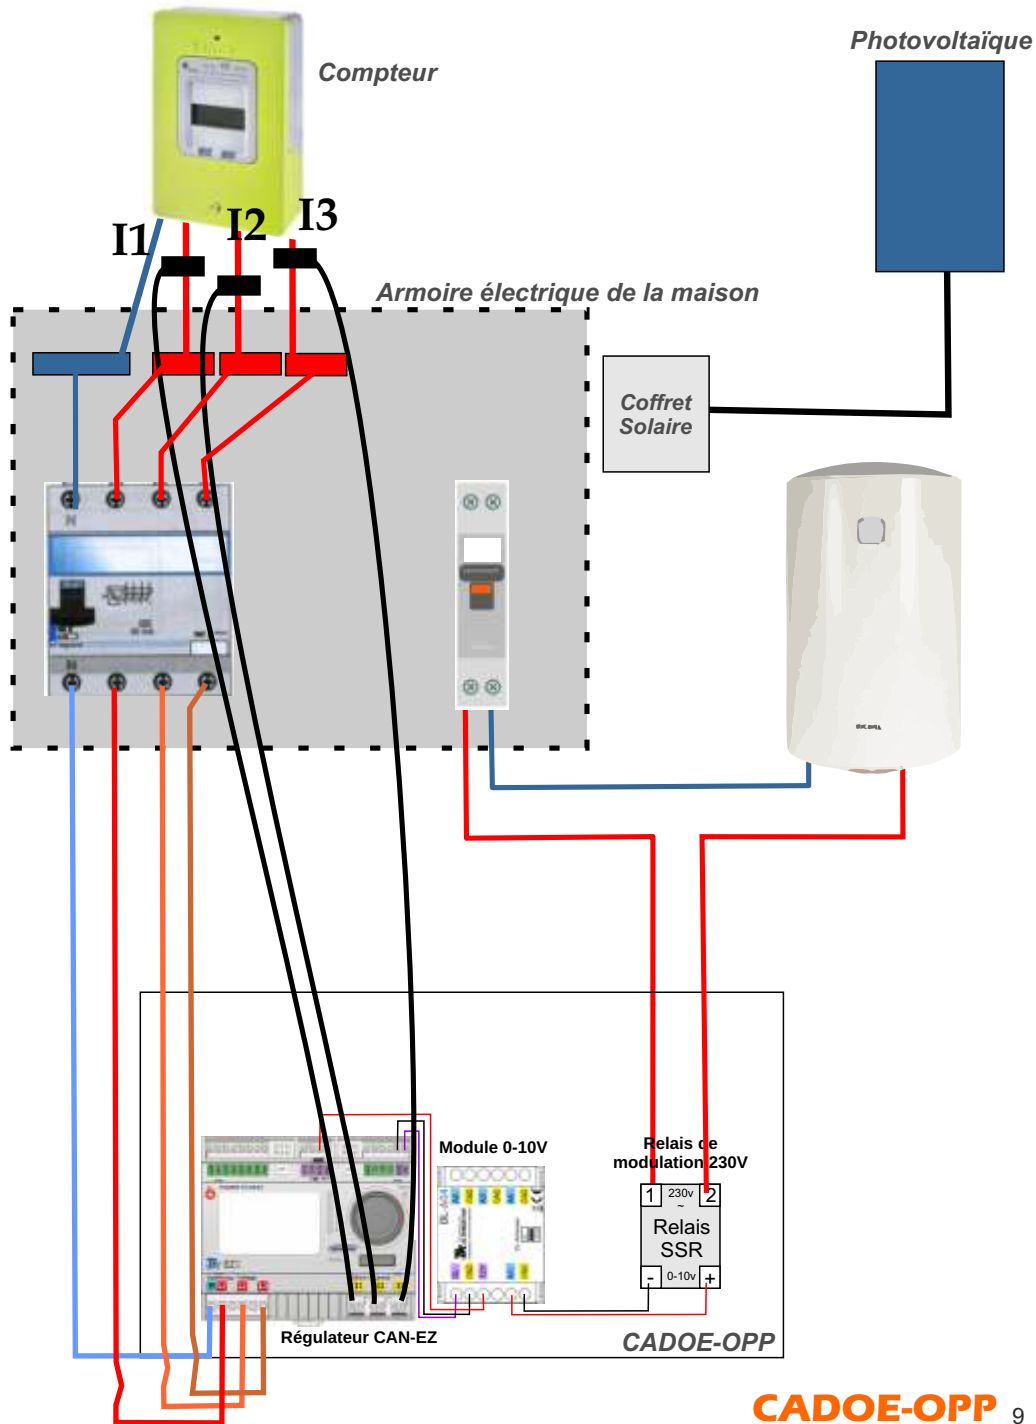 Photovoltaïque
Compteur
I1
I2
I3
Armoire électrique de la maison
Coffret
Solaire
N
N
Module 0-10V
Relais de
modulation 230V
1
230v
~
2
Relais
SSR
-
0-10v
+
Régulateur CAN-EZ
CADOE-OPP
CADOE-OPP
9